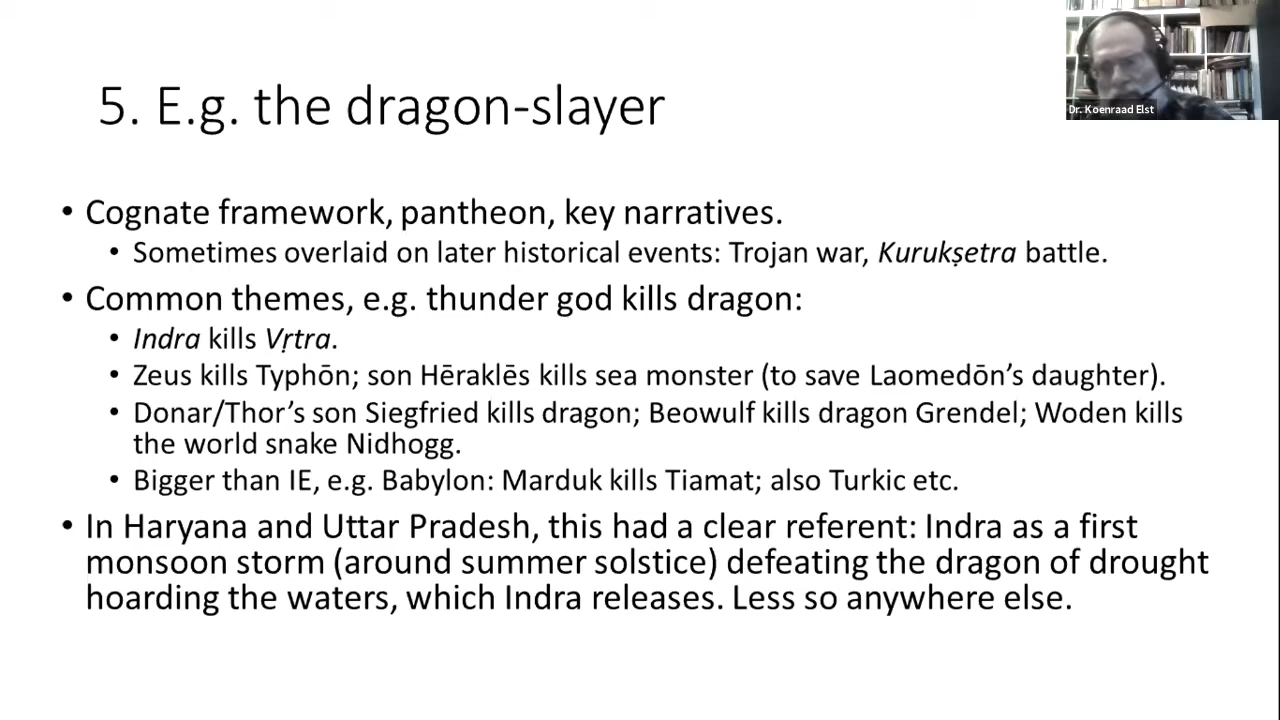 Dr. Koenraad Elst
5. E.g. the dragon-slayer
• Cognate framework, pantheon, key narratives.
• Sometimes overlaid on later historical events: Trojan war, Kurukṣetra battle.
• Common themes, e.g. thunder god kills dragon:
• Indra kills Vṛtra.
• Zeus kills Typhōn; son Hēraklēs kills sea monster (to save Laomedōn’s daughter).
• Donar/Thor’s son Siegfried kills dragon; Beowulf kills dragon Grendel; Woden kills
the world snake Nidhogg.
• Bigger than IE, e.g. Babylon: Marduk kills Tiamat; also Turkic etc.
• In Haryana and Uttar Pradesh, this had a clear referent: Indra as a first
monsoon storm (around summer solstice) defeating the dragon of drought
hoarding the waters, which Indra releases. Less so anywhere else.